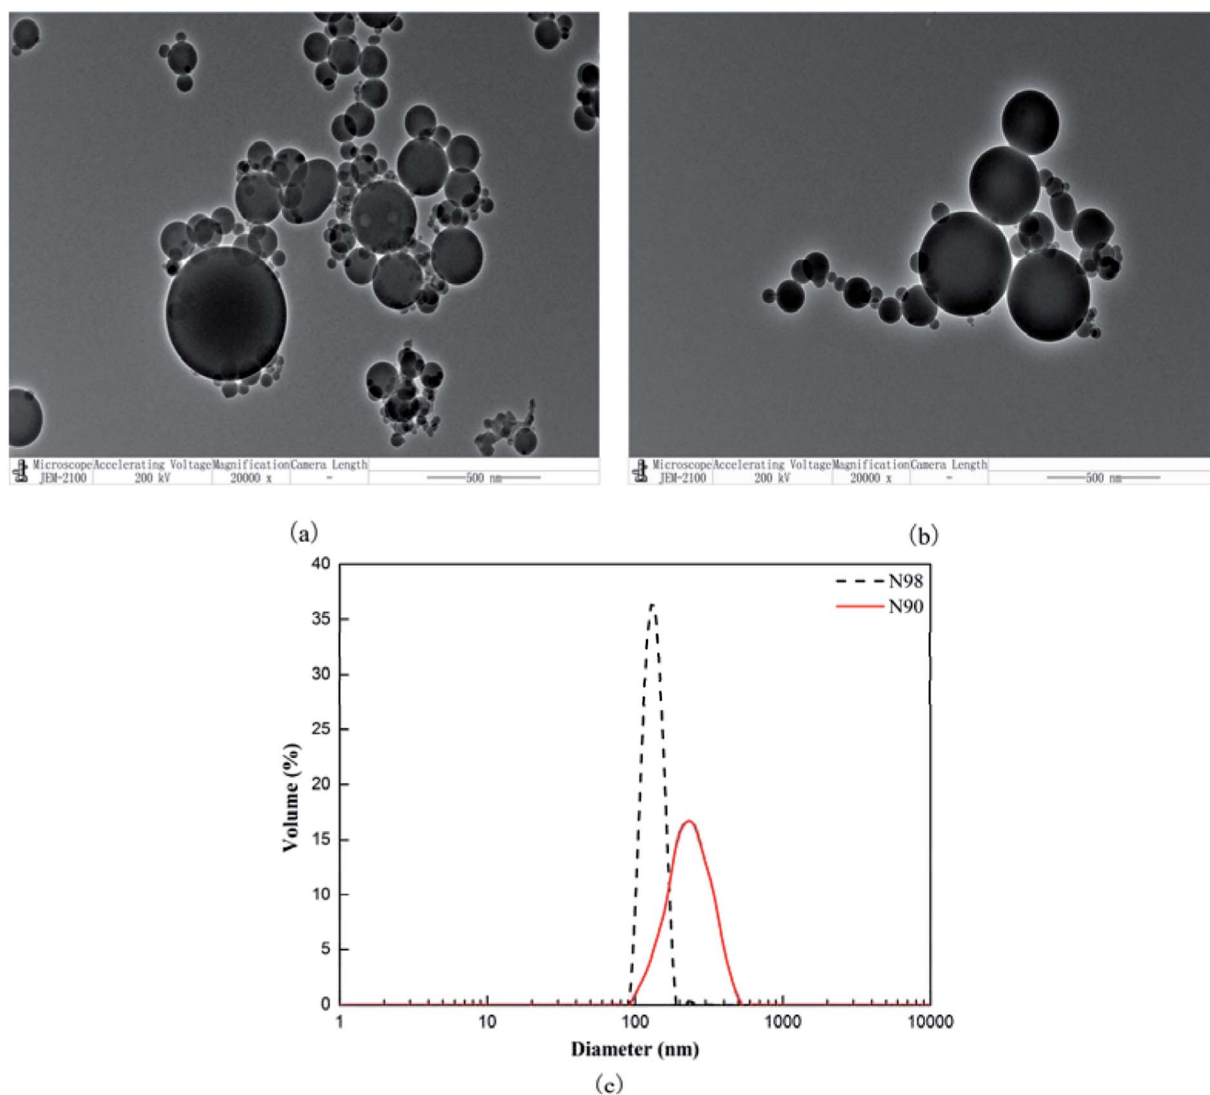 Microscope Accelerating Voltage Magnification Camera Length
JEM-2100 200 kV 20000 x - 500 nm
Microscope Accelerating Voltage Magnification Camera Length
JEM-2100 200 kV 20000 x - 500 nm
(a)
(b)
40
35
30
25
20
15
10
5
0
Volume (%)
N98
N90
1 10 100 1000 10000
Diameter (nm)
(c)